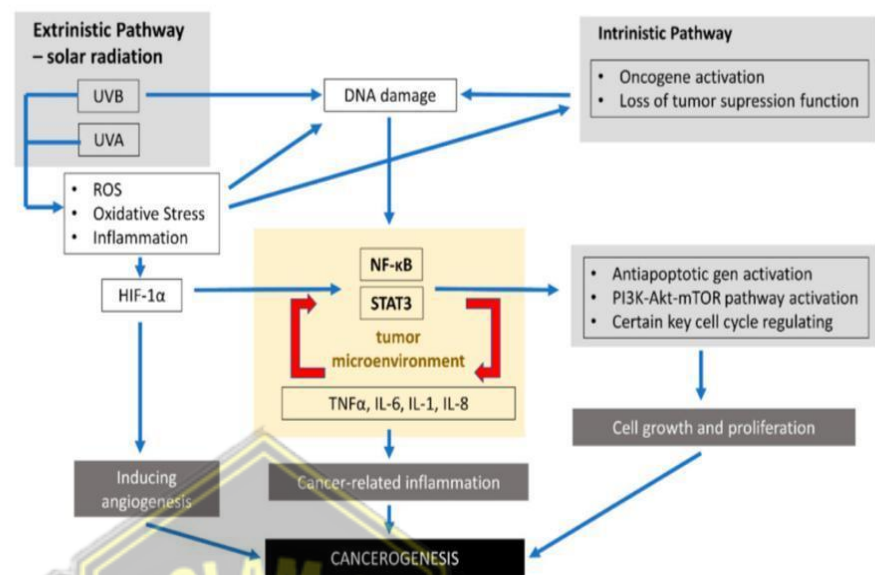 Extrinistic Pathway
– solar radiation
UVB
UVA
DNA damage
Intrinistic Pathway
• Oncogene activation
• Loss of tumor supression function
• ROS
• Oxidative Stress
• Inflammation
HIF-1α
NF-κB
STAT3
tumor
microenvironment
TNFα, IL-6, IL-1, IL-8
• Antiapoptotic gen activation
• PI3K-Akt-mTOR pathway activation
• Certain key cell cycle regulating
Cell growth and proliferation
Inducing
angiogenesis
Cancer-related inflammation
CANCEROGENESIS